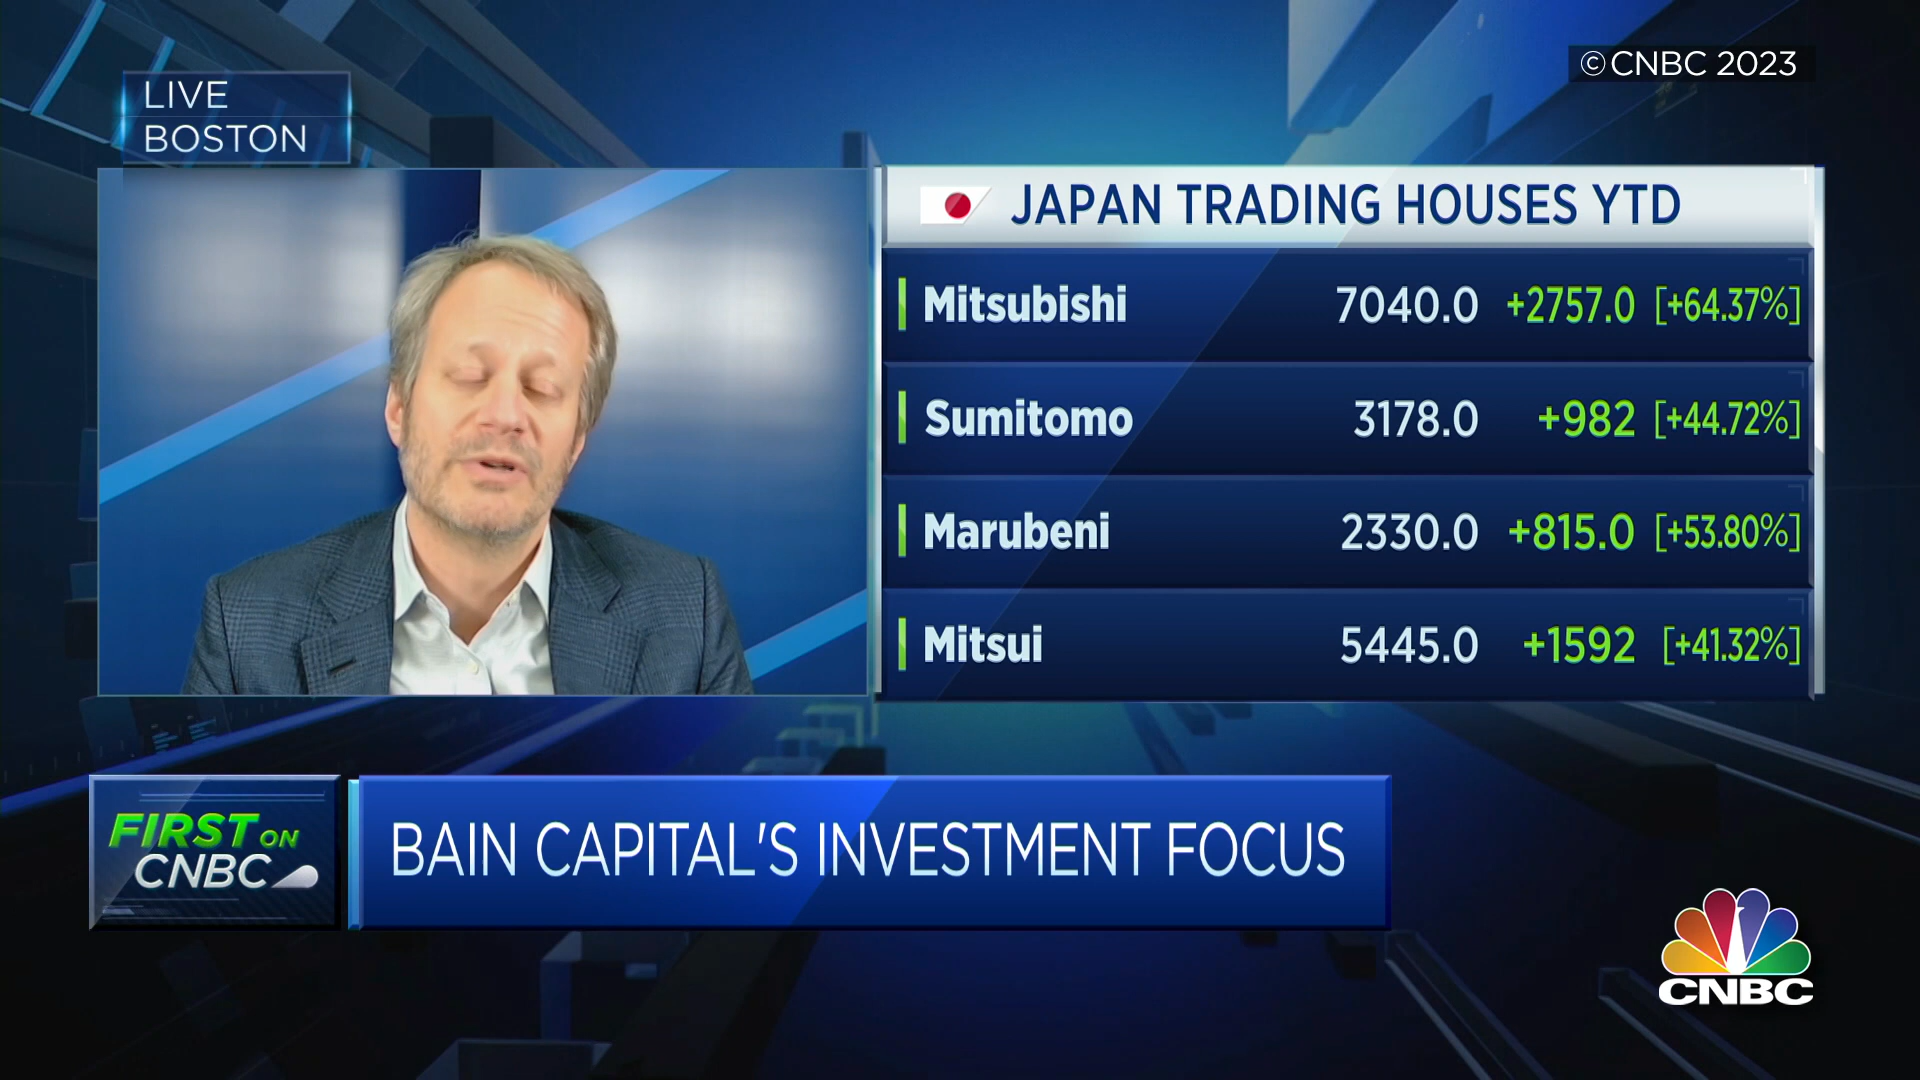 ©CNBC 2023
LIVE
BOSTON
JAPAN TRADING HOUSES YTD
Mitsubishi 7040.0 +2757.0 [+64.37%]
Sumitomo 3178.0 +982 [+44.72%]
Marubeni 2330.0 +815.0 [+53.80%]
Mitsui 5445.0 +1592 [+41.32%]
FIRST ON
CNBC
BAIN CAPITAL'S INVESTMENT FOCUS
CNBC